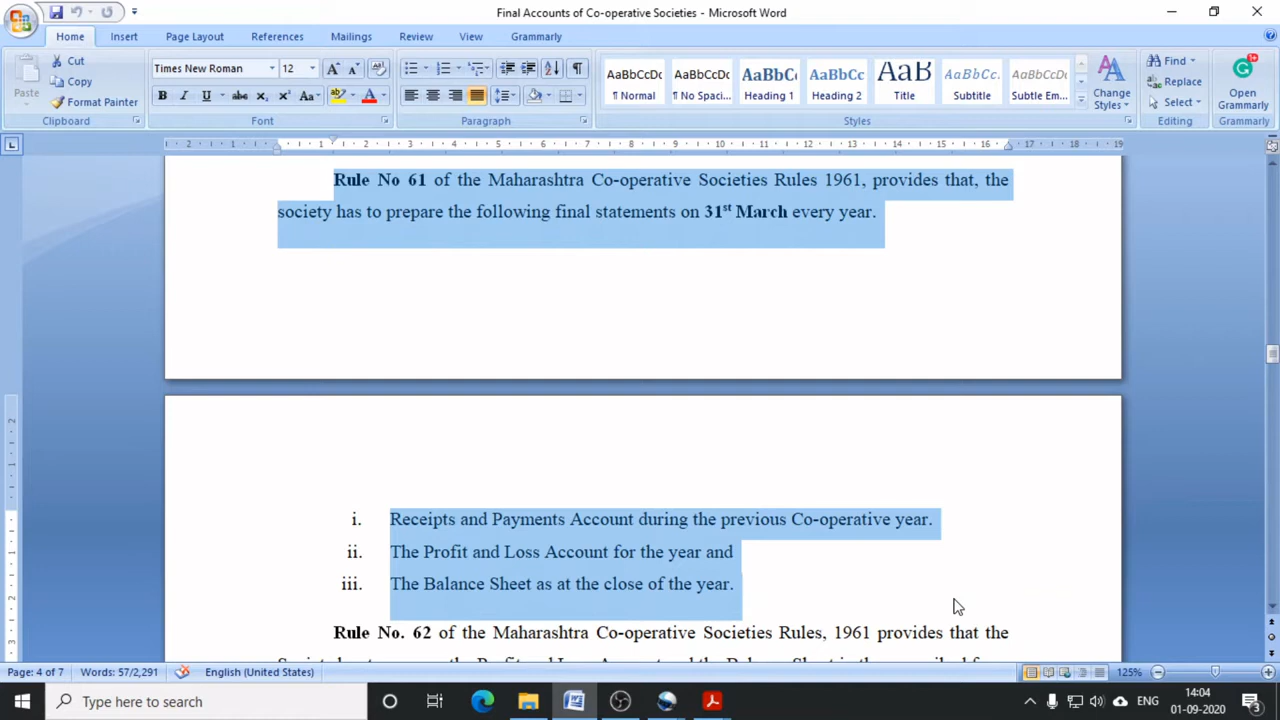 Final Accounts of Co-operative Societies - Microsoft Word
Home Insert Page Layout References Mailings Review View Grammarly
Paste
Cut
Copy
Format Painter
Clipboard
Times New Roman 12
Font
Paragraph
AaBbCcDc AaBbCcDc AaBbC AaBbCc AaB AaBbCc. AaBbCcDc
¶ Normal ¶ No Spaci... Heading 1 Heading 2 Title Subtitle Subtle Em...
Change Styles
Styles
Find
Replace
Select
Editing
Open Grammarly
Grammarly
Rule No 61 of the Maharashtra Co-operative Societies Rules 1961, provides that, the
society has to prepare the following final statements on 31st March every year.
i. Receipts and Payments Account during the previous Co-operative year.
ii. The Profit and Loss Account for the year and
iii. The Balance Sheet as at the close of the year.
Rule No. 62 of the Maharashtra Co-operative Societies Rules, 1961 provides that the
Page: 4 of 7 Words: 57/2,291 English (United States) 125%
Type here to search
ENG
14:04
01-09-2020
3